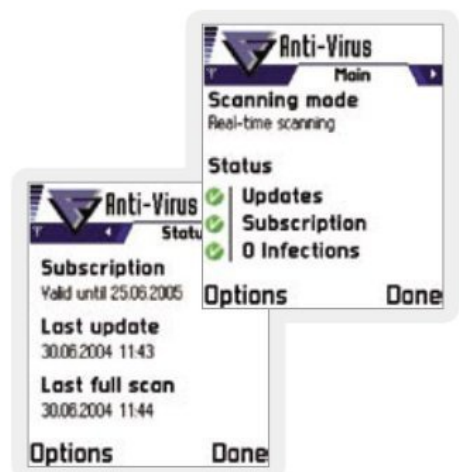 Anti-Virus
Main
Scanning mode
Real-time scanning
Status
Updates
Subscription
0 Infections
Options Done
Anti-Virus
Statu
Subscription
Valid until 25.06.2005
Last update
30.06.2004 11:43
Last full scan
30.06.2004 11:44
Options Done